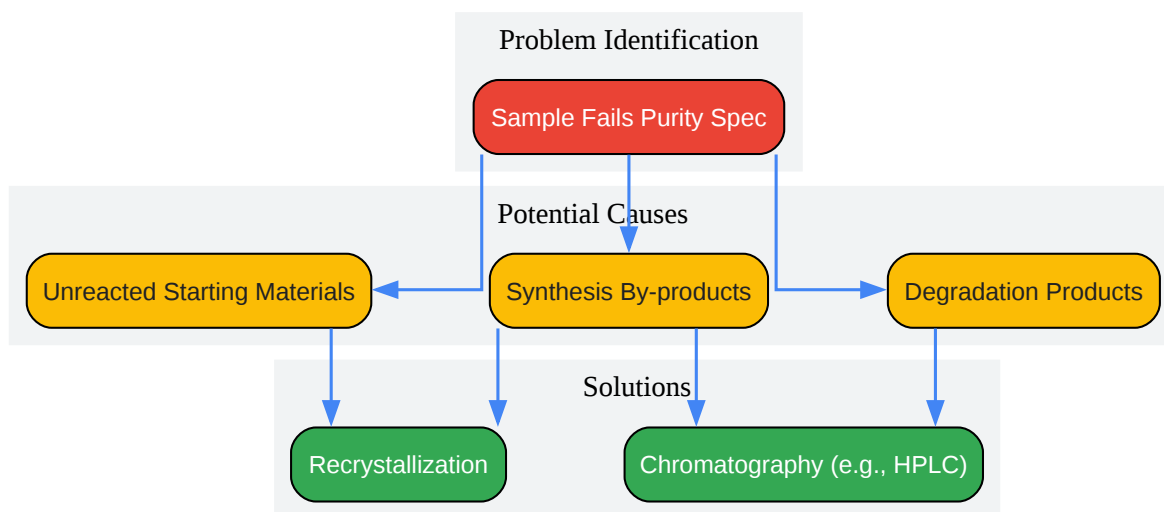 Problem Identification
Sample Fails Purity Spec
Potential Causes
Unreacted Starting Materials
Synthesis By-products
Degradation Products
Solutions
Recrystallization
Chromatography (e.g., HPLC)